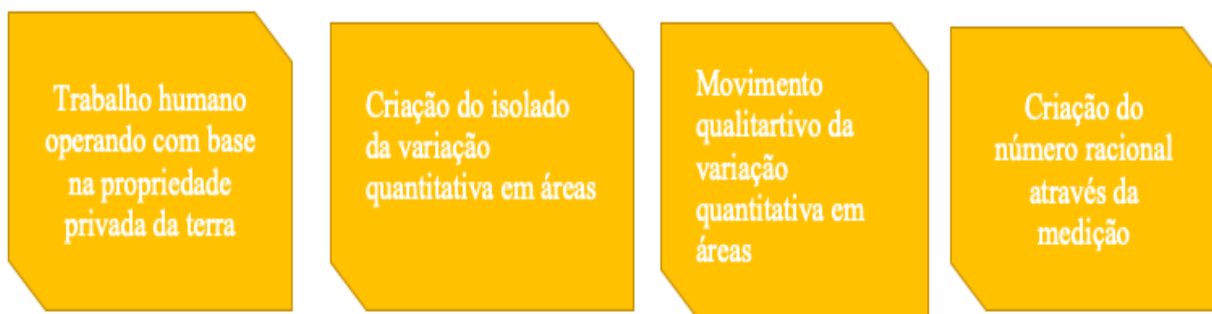 Trabalho humano
operando com base
na propriedade
privada da terra
Criação do isolado
da variação
quantitativa em áreas
Movimento
qualitartivo da
variação
quantitativa em
áreas
Criação do
número racional
através da
medição